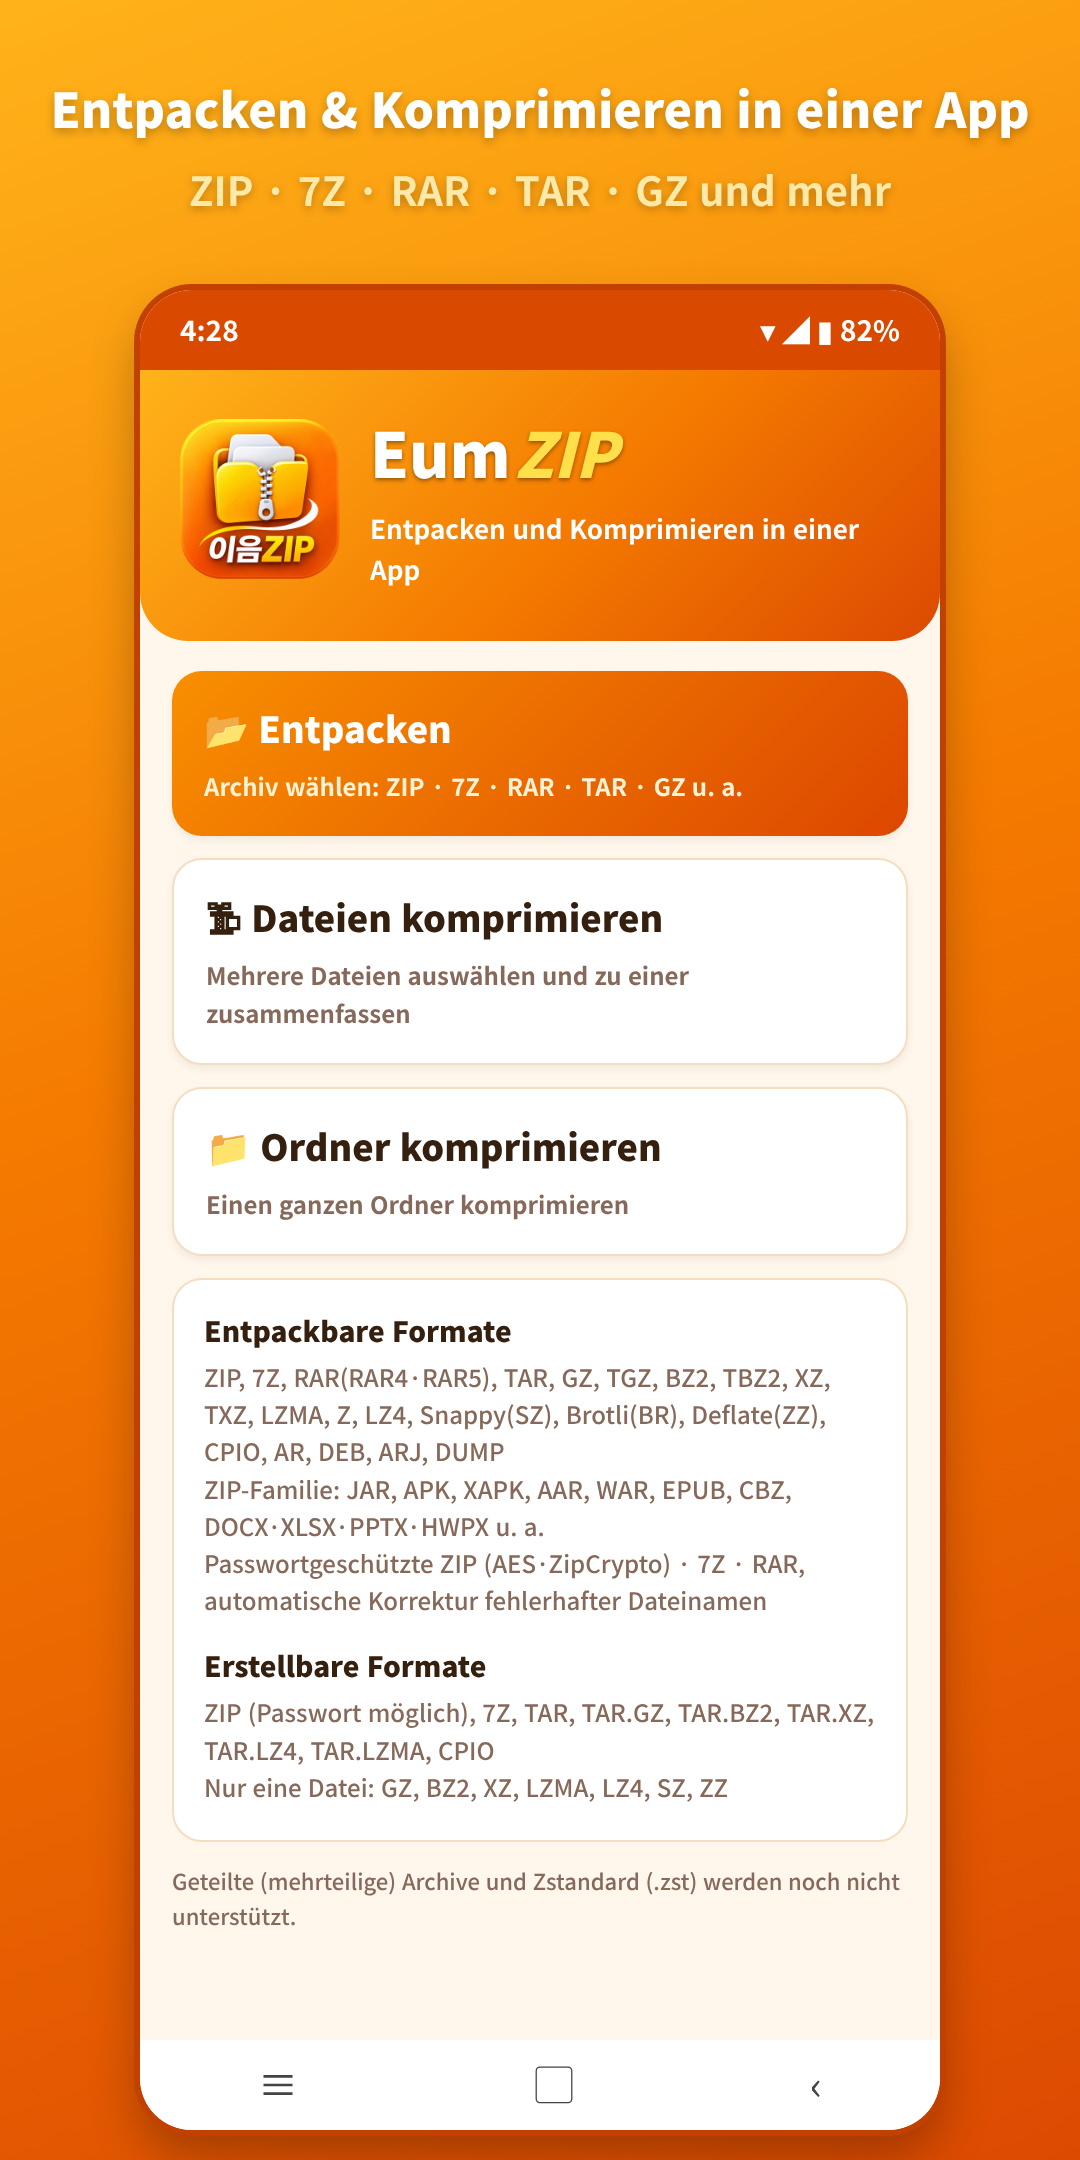 Entpacken & Komprimieren in einer App
ZIP · 7Z · RAR · TAR · GZ und mehr
4:28
82%
이음ZIP
EumZIP
Entpacken und Komprimieren in einer
App
Entpacken
Archiv wählen: ZIP · 7Z · RAR · TAR · GZ u. a.
Dateien komprimieren
Mehrere Dateien auswählen und zu einer
zusammenfassen
Ordner komprimieren
Einen ganzen Ordner komprimieren
Entpackbare Formate
ZIP, 7Z, RAR(RAR4·RAR5), TAR, GZ, TGZ, BZ2, TBZ2, XZ,
TXZ, LZMA, Z, LZ4, Snappy(SZ), Brotli(BR), Deflate(ZZ),
CPIO, AR, DEB, ARJ, DUMP
ZIP-Familie: JAR, APK, XAPK, AAR, WAR, EPUB, CBZ,
DOCX·XLSX·PPTX·HWPX u. a.
Passwortgeschützte ZIP (AES·ZipCrypto) · 7Z · RAR,
automatische Korrektur fehlerhafter Dateinamen
Erstellbare Formate
ZIP (Passwort möglich), 7Z, TAR, TAR.GZ, TAR.BZ2, TAR.XZ,
TAR.LZ4, TAR.LZMA, CPIO
Nur eine Datei: GZ, BZ2, XZ, LZMA, LZ4, SZ, ZZ
Geteilte (mehrteilige) Archive und Zstandard (.zst) werden noch nicht
unterstützt.